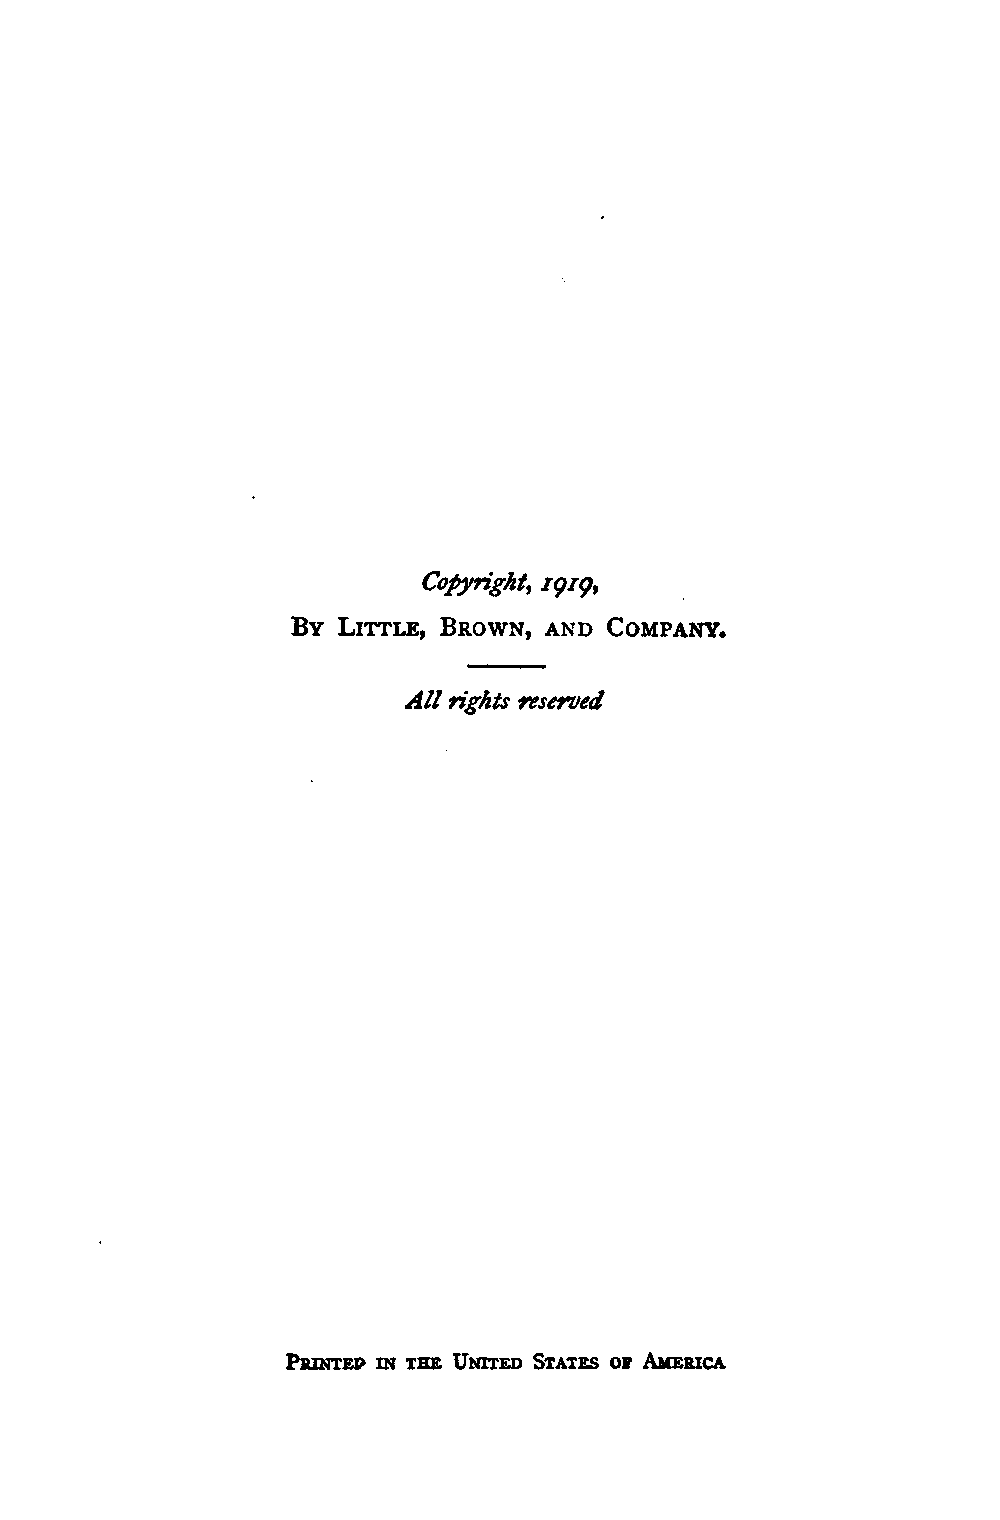 Copyright, 1919,
By Little, Brown, and Company.
All rights reserved
Printed in the United States of America